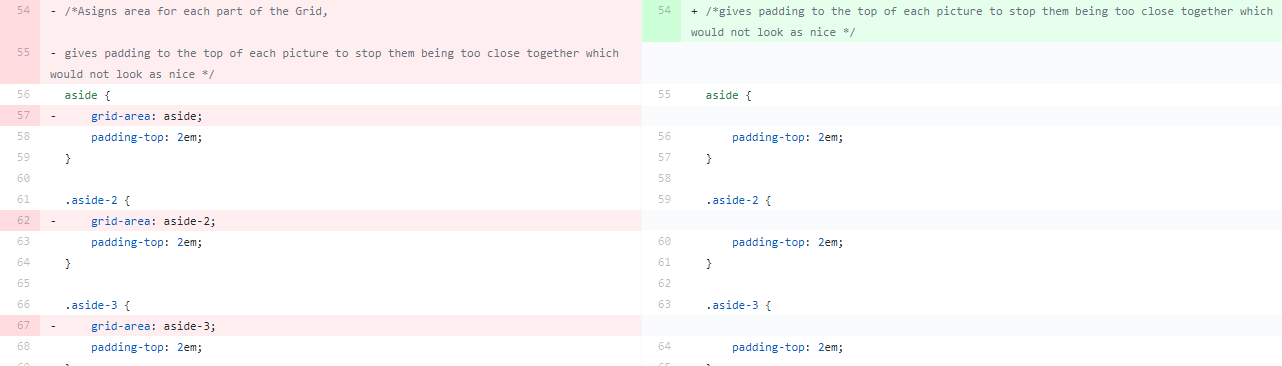 54 - /*Asigns area for each part of the Grid,
55 - gives padding to the top of each picture to stop them being too close together which
would not look as nice */
56 aside {
57 - grid-area: aside;
58 padding-top: 2em;
59 }
60
61 .aside-2 {
62 - grid-area: aside-2;
63 padding-top: 2em;
64 }
65
66 .aside-3 {
67 - grid-area: aside-3;
68 padding-top: 2em;
54 + /*gives padding to the top of each picture to stop them being too close together which
would not look as nice */
55 aside {
56 padding-top: 2em;
57 }
58
59 .aside-2 {
60 padding-top: 2em;
61 }
62
63 .aside-3 {
64 padding-top: 2em;